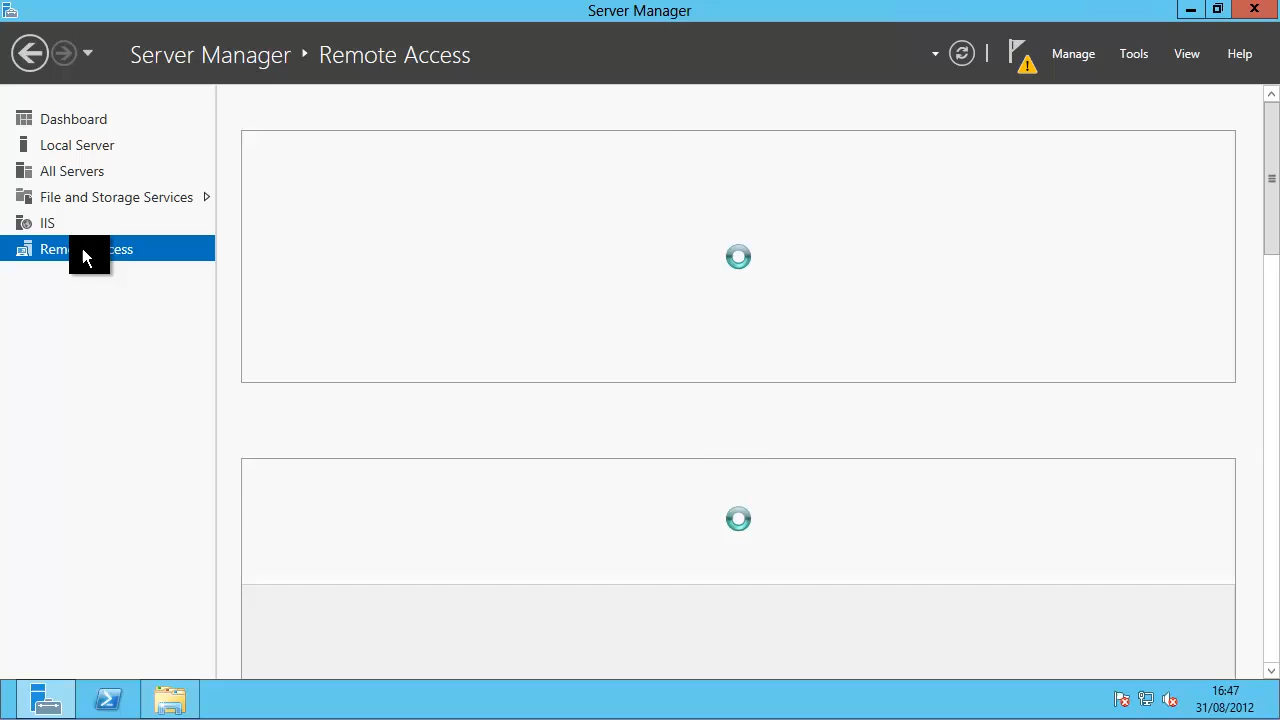 Server Manager
Server Manager ‣ Remote Access
Manage
Tools
View
Help
Dashboard
Local Server
All Servers
File and Storage Services
IIS
16:47
31/08/2012